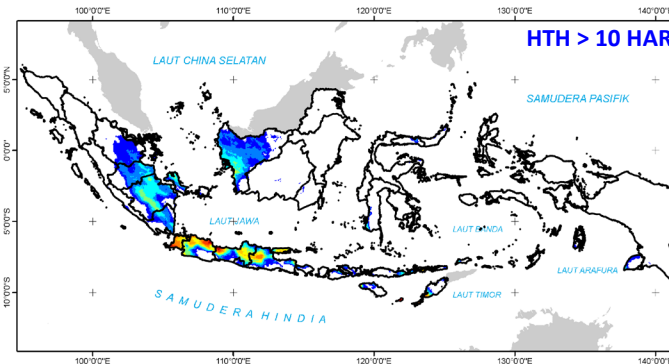 100°0'0"E 110°0'0"E 120°0'0"E 130°0'0"E 140°0'0"
HTH > 10 HAR
LAUT CHINA SELATAN
5°0'0"N
SAMUDERA PASIFIK
0°0'0"
LAUT JAWA
5°0'0"S
LAUT BANDA
LAUT ARAFURA
10°0'0"S
LAUT TIMOR
SAMUDERA HINDIA
100°0'0"E 110°0'0"E 120°0'0"E 130°0'0"E 140°0'0"